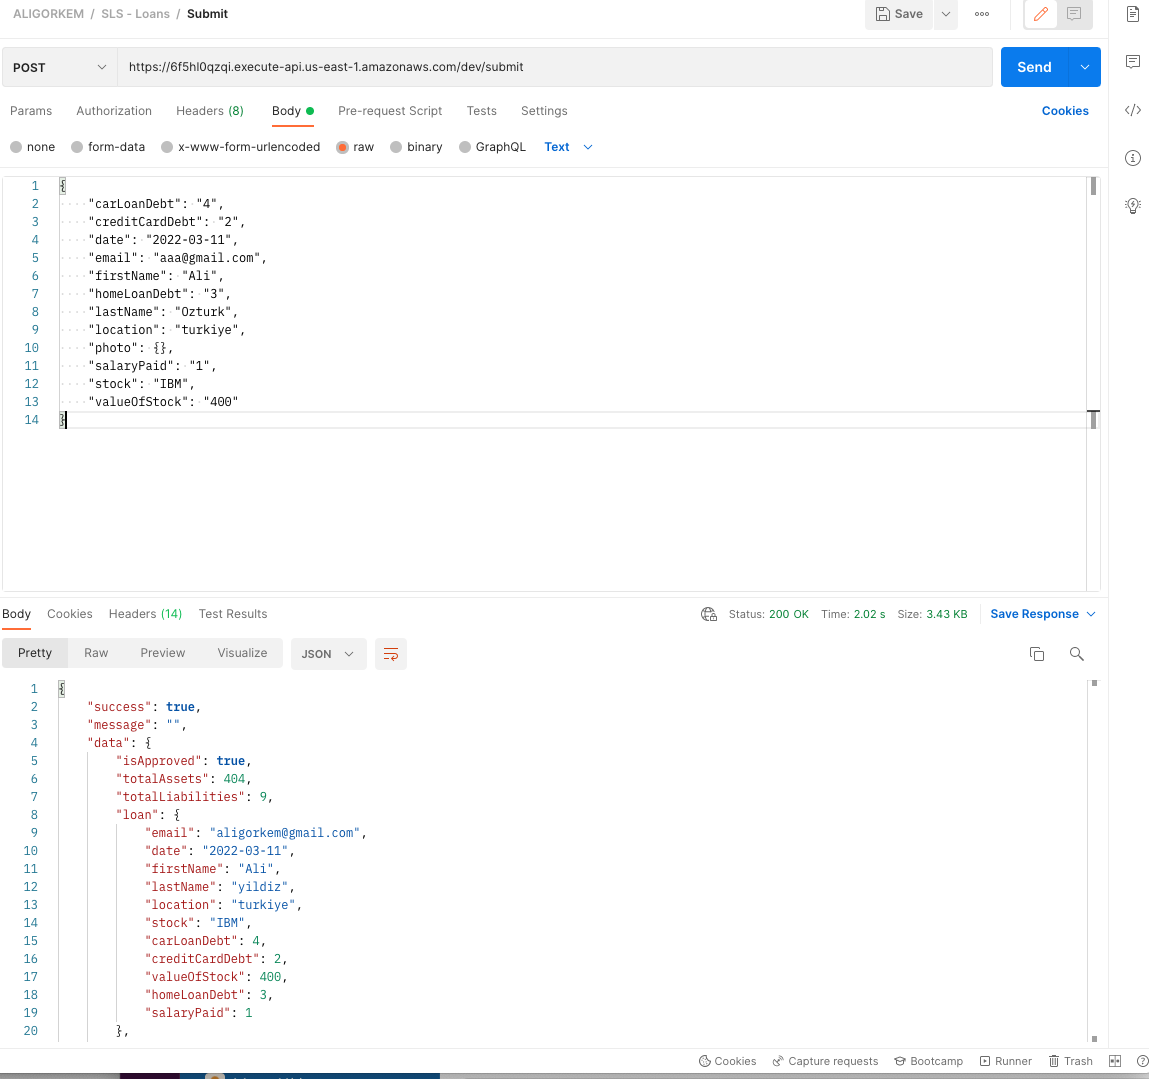 ALIGORKEM / SLS - Loans / Submit
Save
POST
https://6f5hl0qzqi.execute-api.us-east-1.amazonaws.com/dev/submit
Send
Params Authorization Headers (8) Body Pre-request Script Tests Settings Cookies
none form-data x-www-form-urlencoded raw binary GraphQL Text
1 {
2 "carLoanDebt": "4",
3 "creditCardDebt": "2",
4 "date": "2022-03-11",
5 "email": "aaa@gmail.com",
6 "firstName": "Ali",
7 "homeLoanDebt": "3",
8 "lastName": "Ozturk",
9 "location": "turkiye",
10 "photo": {},
11 "salaryPaid": "1",
12 "stock": "IBM",
13 "valueOfStock": "400"
14 }
Body Cookies Headers (14) Test Results Status: 200 OK Time: 2.02 s Size: 3.43 KB Save Response
Pretty Raw Preview Visualize JSON
1 {
2 "success": true,
3 "message": "",
4 "data": {
5 "isApproved": true,
6 "totalAssets": 404,
7 "totalLiabilities": 9,
8 "loan": {
9 "email": "aligorkem@gmail.com",
10 "date": "2022-03-11",
11 "firstName": "Ali",
12 "lastName": "yildiz",
13 "location": "turkiye",
14 "stock": "IBM",
15 "carLoanDebt": 4,
16 "creditCardDebt": 2,
17 "valueOfStock": 400,
18 "homeLoanDebt": 3,
19 "salaryPaid": 1
20 },
Cookies Capture requests Bootcamp Runner Trash